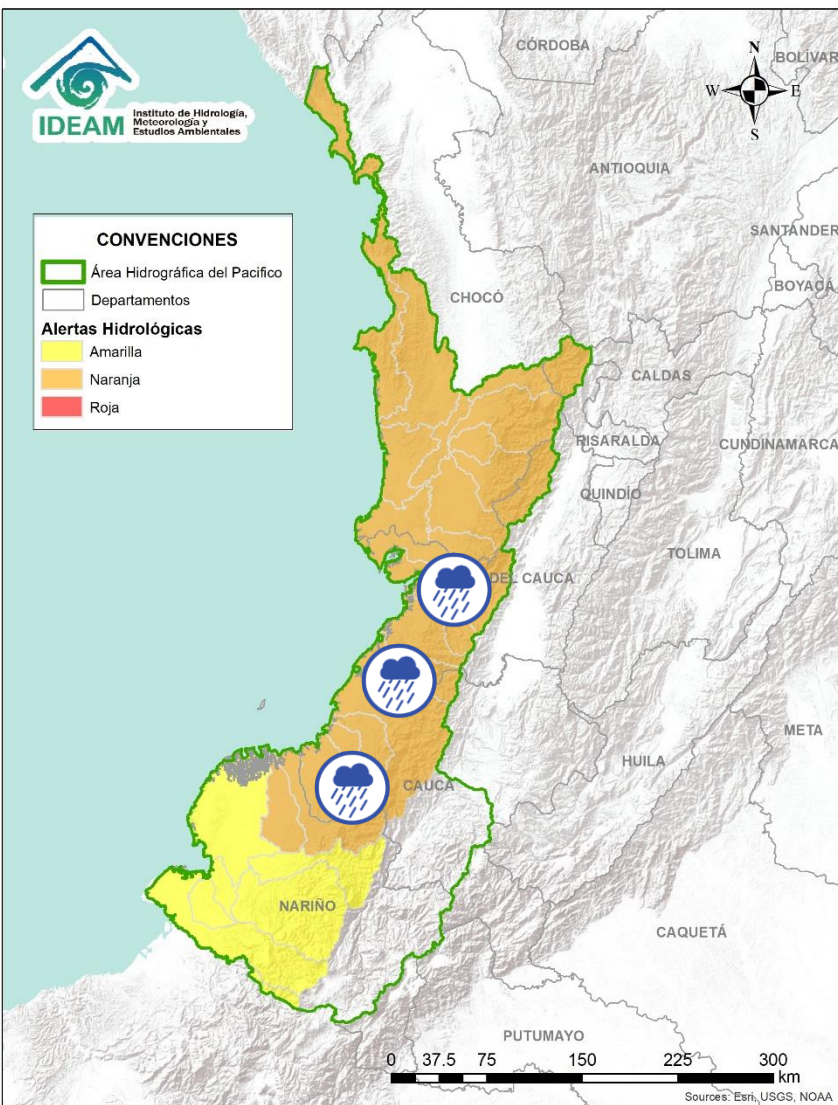 IDEAM
Instituto de Hidrología,
Meteorología y
Estudios Ambientales
CÓRDOBA
N
BOLÍVAR
W
E
S
ANTIOQUIA
CONVENCIONES
Área Hidrográfica del Pacifico
Departamentos
Alertas Hidrológicas
Amarilla
Naranja
Roja
SANTANDER
BOYACÁ
CHOCÓ
CALDAS
RISARALDA
CUNDINAMARCA
QUINDÍO
TOLIMA
DEL CAUCA
META
HUILA
CAUCA
NARIÑO
CAQUETÁ
PUTUMAYO
0 37.5 75 150 225 300
km
Sources: Esri, USGS, NOAA